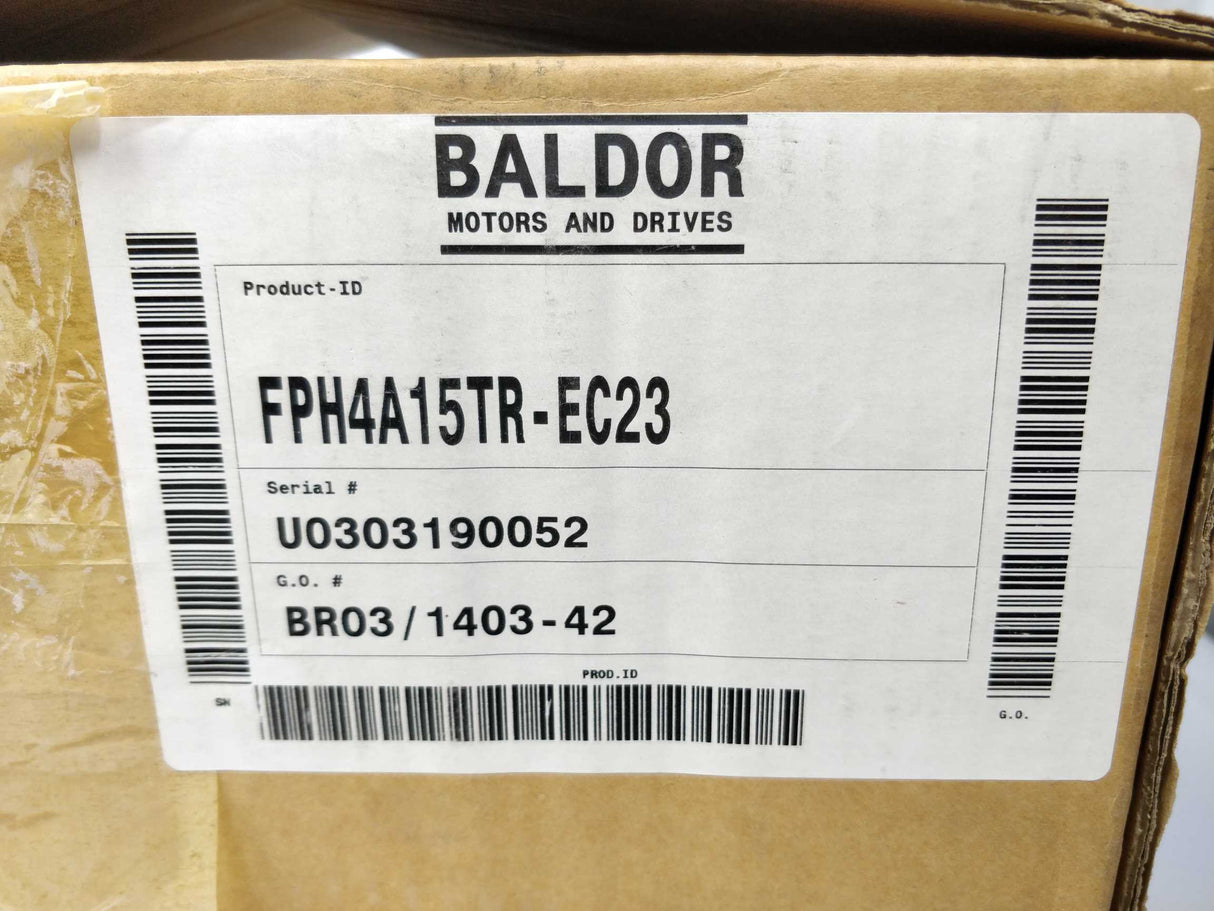 BALDOR
MOTORS AND DRIVES
Product-ID
FPH4A15TR-EC23
Serial #
U0303190052
G.O. #
BR03/1403-42
PROD.ID
SN
G.O.